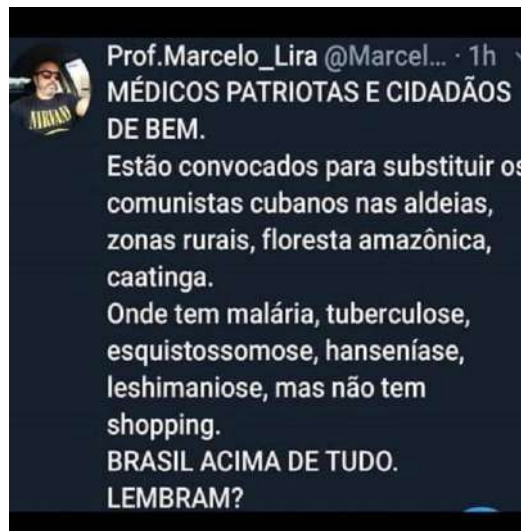 Prof.Marcelo_Lira @Marcel... · 1h
MÉDICOS PATRIOTAS E CIDADÃOS
DE BEM.
Estão convocados para substituir os
comunistas cubanos nas aldeias,
zonas rurais, floresta amazônica,
caatinga.
Onde tem malária, tuberculose,
esquistossomose, hanseníase,
leshimaniose, mas não tem
shopping.
BRASIL ACIMA DE TUDO.
LEMBRAM?
NIRVANA